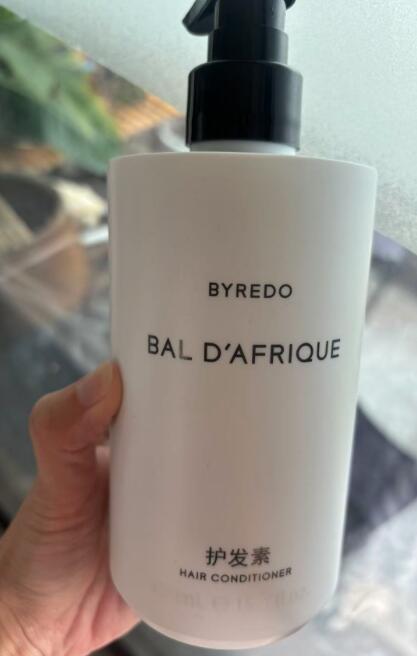 BYREDO
BAL D'AFRIQUE
护发素
HAIR CONDITIONER